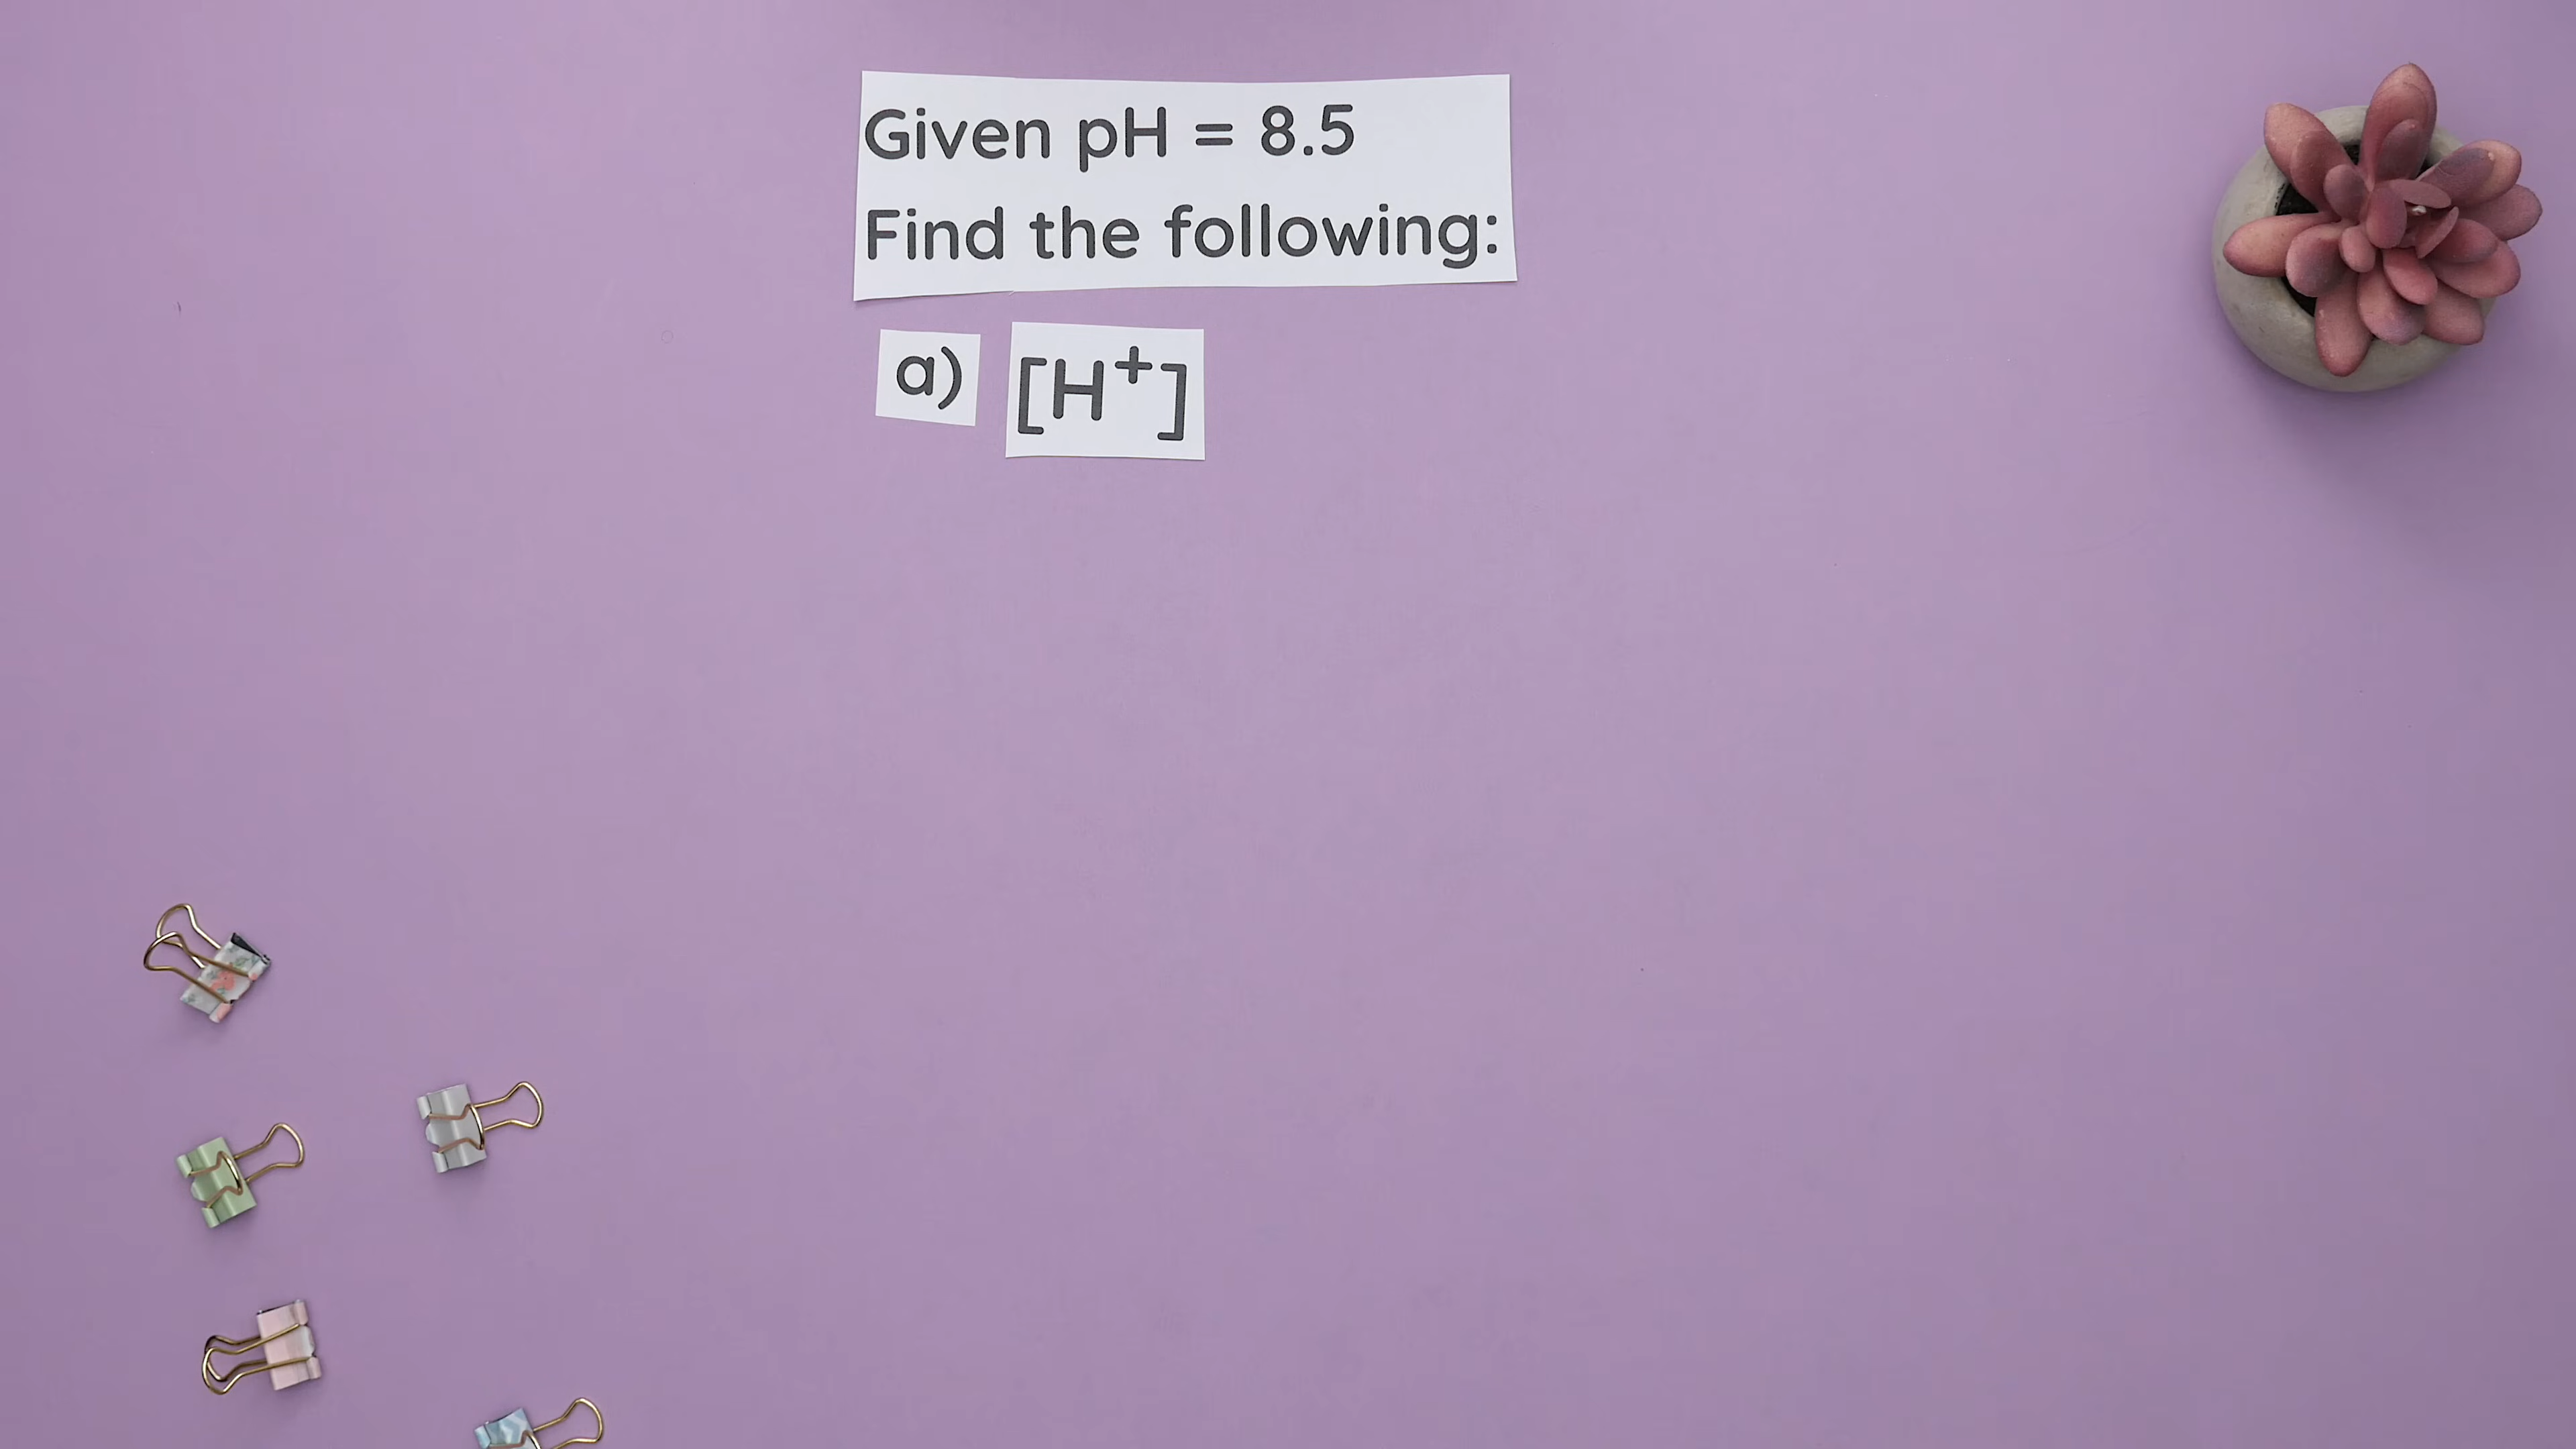 Given pH = 8.5
Find the following:
a) [H⁺]